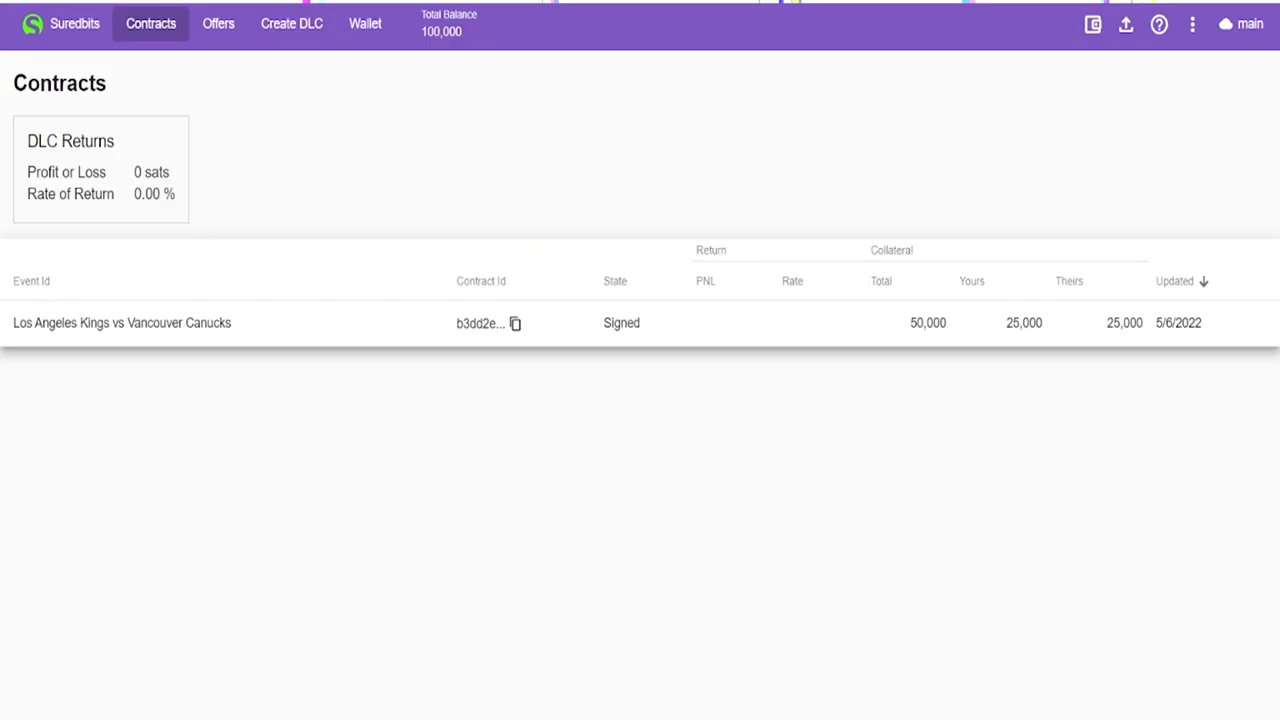 Suredbits Contracts Offers Create DLC Wallet Total Balance 100,000 main
Contracts
DLC Returns
Profit or Loss 0 sats
Rate of Return 0.00 %
Return Collateral
Event Id Contract Id State PNL Rate Total Yours Theirs Updated
Los Angeles Kings vs Vancouver Canucks b3dd2e... Signed 50,000 25,000 25,000 5/6/2022